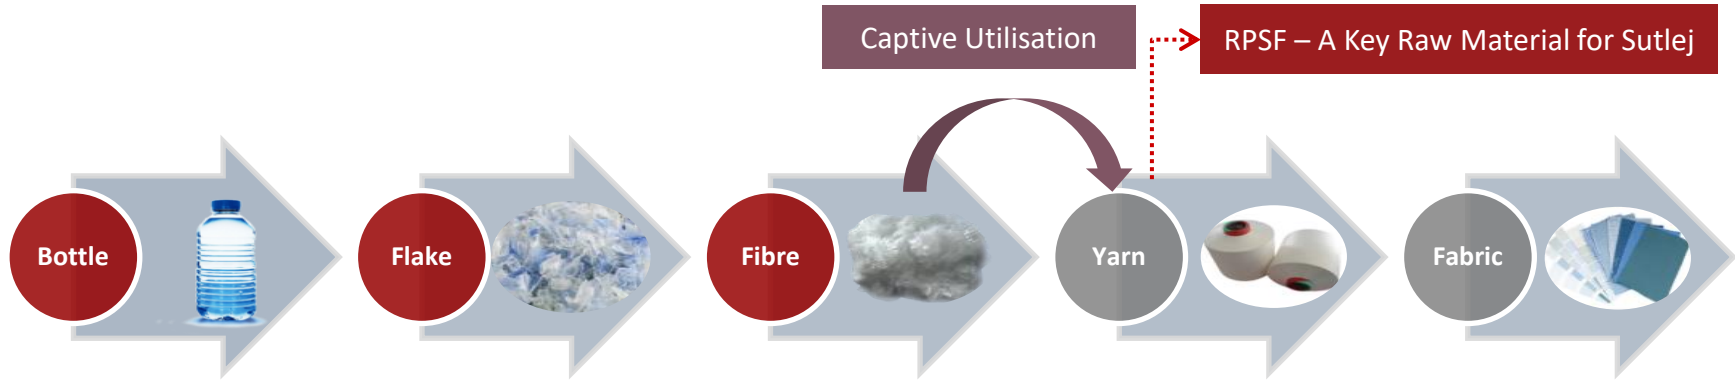 Captive Utilisation
RPSF – A Key Raw Material for Sutlej
Bottle
Flake
Fibre
Yarn
Fabric